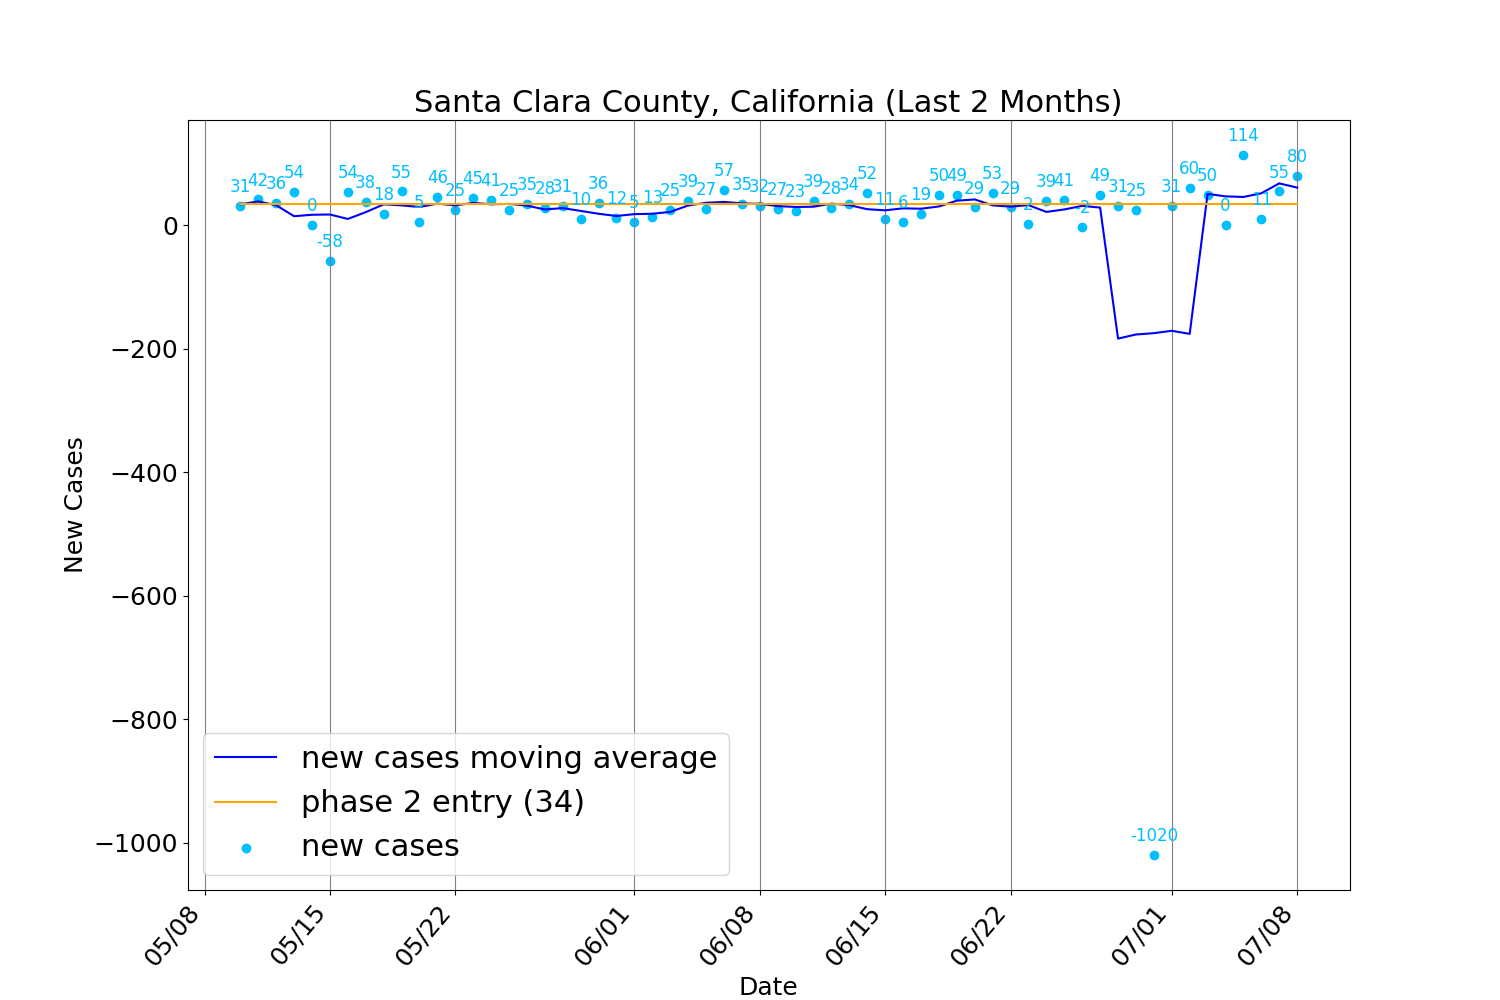 Santa Clara County, California (Last 2 Months)
31 42 36 54 0 -58 54 38 18 55 5 46 25 45 41 25 35 28 31 10 36 12 5 13 25 39 27 57 35 32 27 23 39 28 34 52 11 6 19 50 49 29 53 29 2 39 41 -2 49 31 25 -1020 31 60 50 0 114 11 55 80
0
−200
−400
−600
−800
−1000
New Cases
new cases moving average
phase 2 entry (34)
new cases
05/08 05/15 05/22 06/01 06/08 06/15 06/22 07/01 07/08
Date